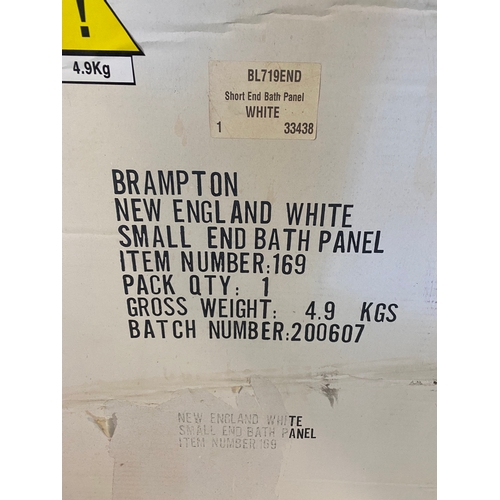 !
4.9Kg
BL719END
Short End Bath Panel
WHITE
1 33438
BRAMPTON
NEW ENGLAND WHITE
SMALL END BATH PANEL
ITEM NUMBER:169
PACK QTY: 1
GROSS WEIGHT: 4.9 KGS
BATCH NUMBER:200607
NEW ENGLAND WHITE
SMALL END BATH PANEL
ITEM NUMBER:169